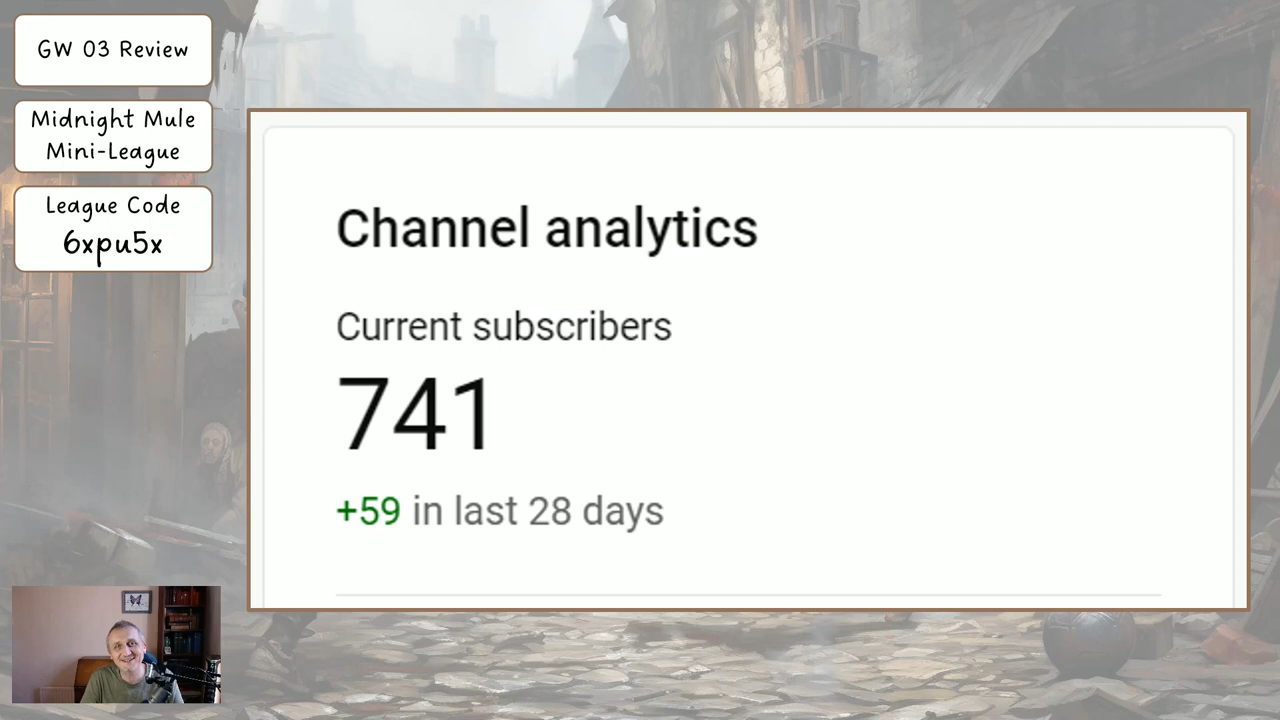 GW 03 Review
Midnight Mule
Mini-League
League Code
6xpu5x
Channel analytics
Current subscribers
741
+59 in last 28 days